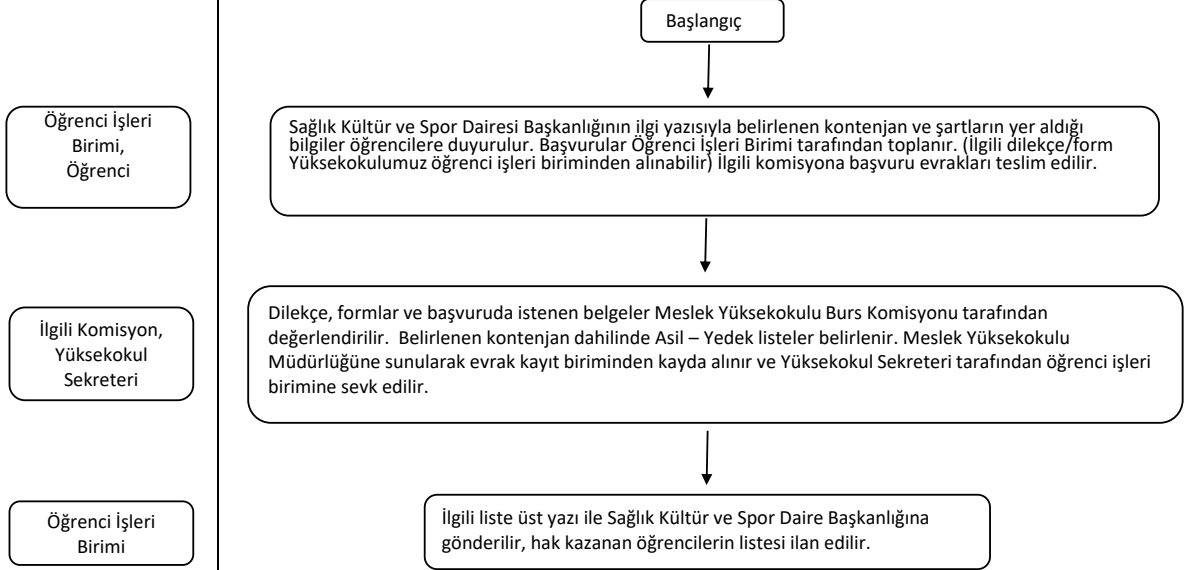 Başlangıç
Öğrenci İşleri
Birimi,
Öğrenci
Sağlık Kültür ve Spor Dairesi Başkanlığının ilgi yazısıyla belirlenen kontenjan ve şartların yer aldığı
bilgiler öğrencilere duyurulur. Başvurular Öğrenci İşleri Birimi tarafından toplanır. (İlgili dilekçe/form
Yüksekokulumuz öğrenci işleri biriminden alınabilir) İlgili komisyona başvuru evrakları teslim edilir.
İlgili Komisyon,
Yüksekokul
Sekreteri
Dilekçe, formlar ve başvuruda istenen belgeler Meslek Yüksekokulu Burs Komisyonu tarafından
değerlendirilir. Belirlenen kontenjan dahilinde Asil – Yedek listeler belirlenir. Meslek Yüksekokulu
Müdürlüğüne sunularak evrak kayıt biriminden kayda alınır ve Yüksekokul Sekreteri tarafından öğrenci işleri
birimine sevk edilir.
Öğrenci İşleri
Birimi
İlgili liste üst yazı ile Sağlık Kültür ve Spor Daire Başkanlığına
gönderilir, hak kazanan öğrencilerin listesi ilan edilir.